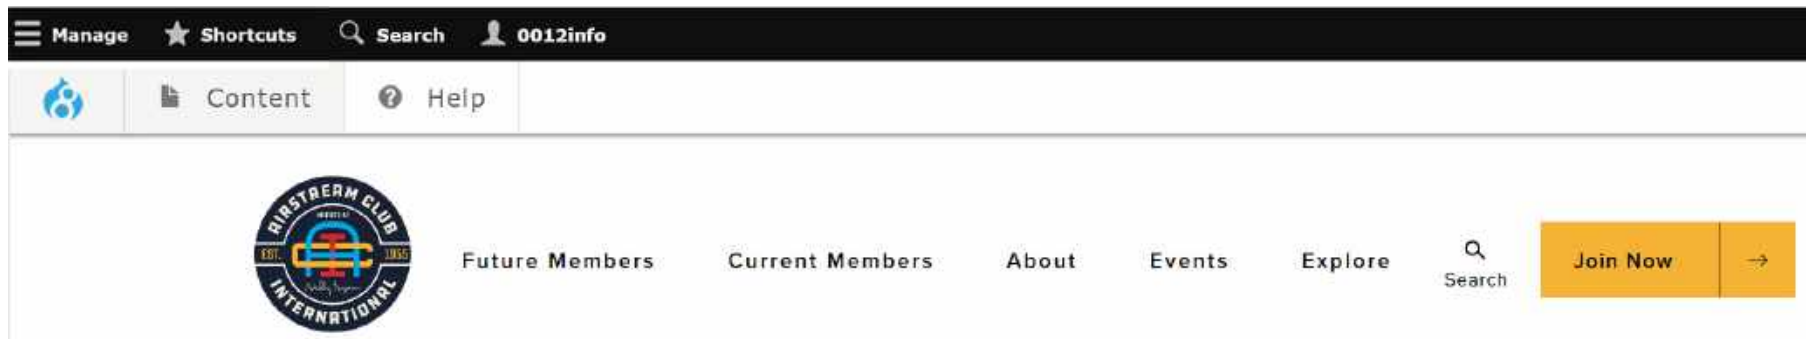 Manage Shortcuts Search 0012info
Content Help
AIRSTREAM CLUB
EST. 1955
INTERNATIONAL
Future Members Current Members About Events Explore Search Join Now →